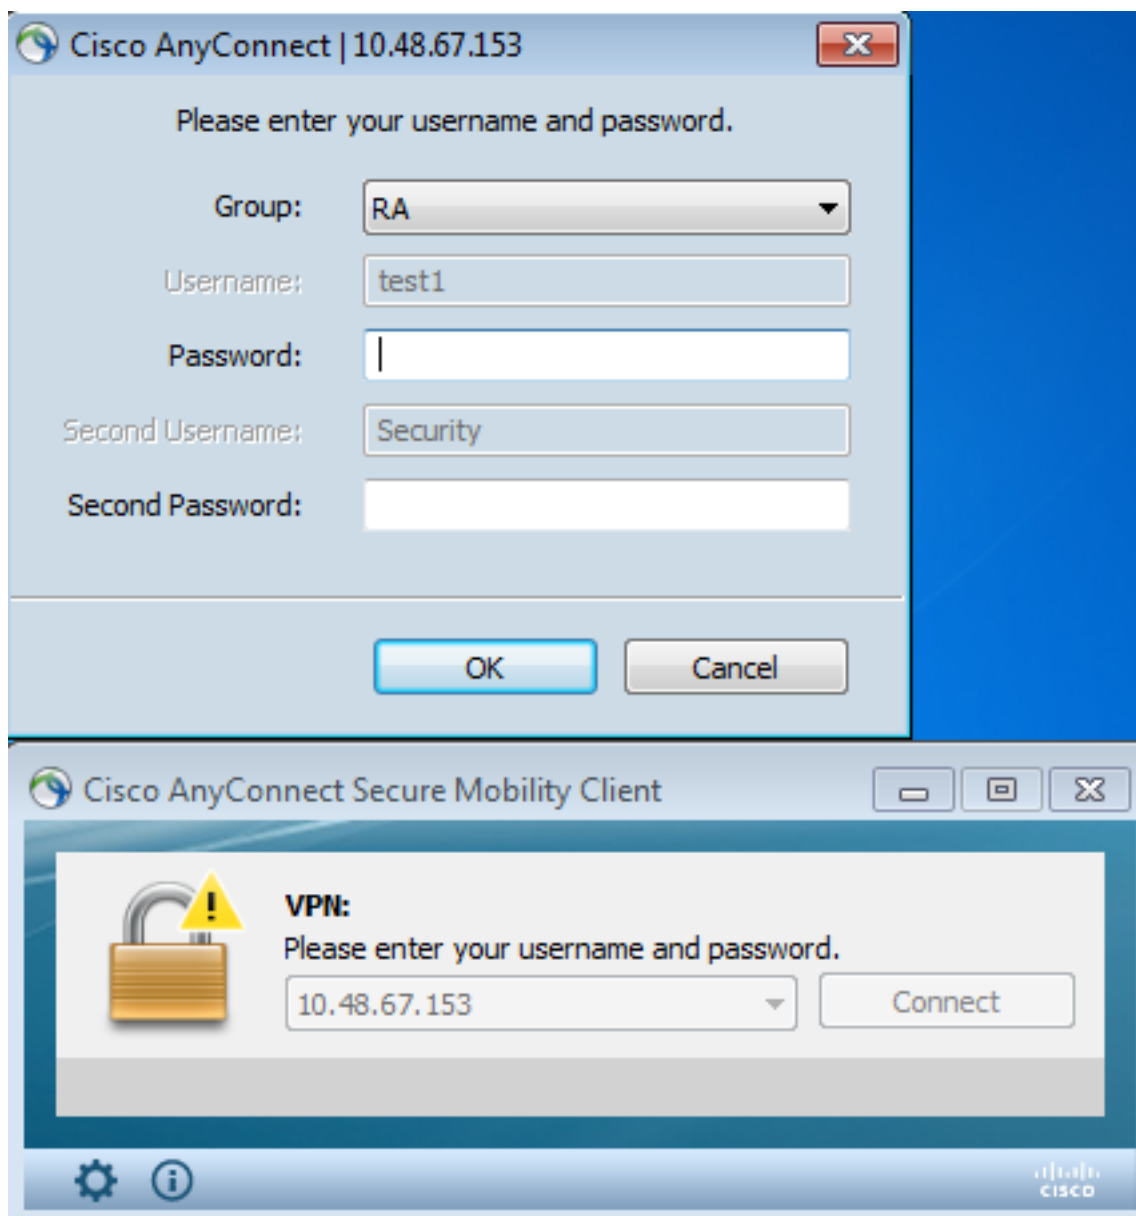 Cisco AnyConnect | 10.48.67.153
Please enter your username and password.
Group: RA
Username: test1
Password:
Second Username: Security
Second Password:
OK Cancel
Cisco AnyConnect Secure Mobility Client
VPN:
Please enter your username and password.
10.48.67.153 Connect
CISCO